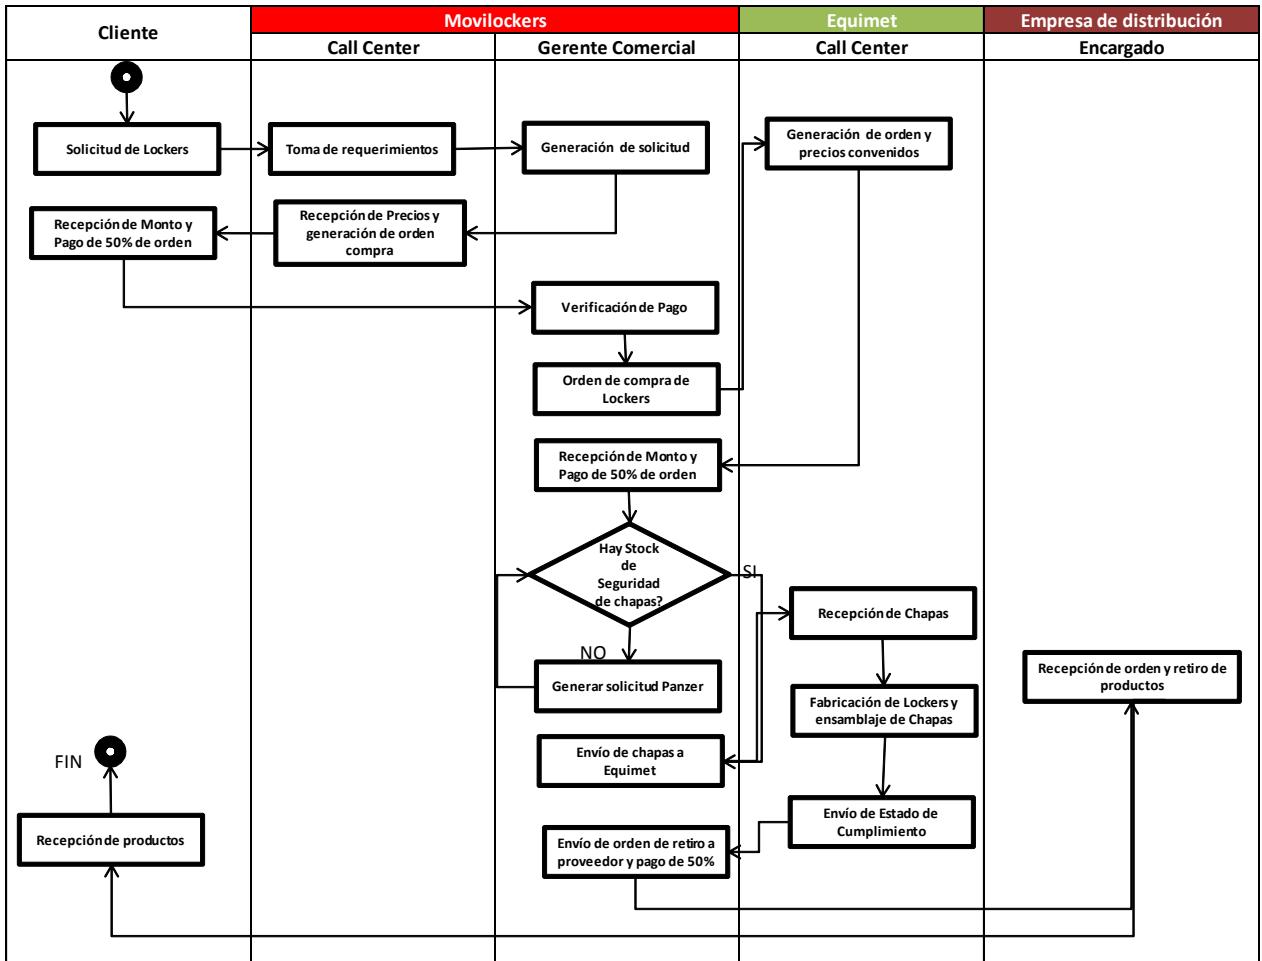 Cliente
Movilockers
Equimet
Empresa de distribución
Call Center
Gerente Comercial
Call Center
Encargado
Solicitud de Lockers
Toma de requerimientos
Generación de solicitud
Generación de orden y
precios convenidos
Recepción de Monto y
Pago de 50% de orden
Recepción de Precios y
generación de orden
compra
Verificación de Pago
Orden de compra de
Lockers
Recepción de Monto y
Pago de 50% de orden
Hay Stock
de
Seguridad
de chapas?
SI
NO
Recepción de Chapas
Generar solicitud Panzer
Recepción de orden y retiro de
productos
Fabricación de Lockers y
ensamblaje de Chapas
Envío de chapas a
Equimet
FIN
Envío de Estado de
Cumplimiento
Recepción de productos
Envío de orden de retiro a
proveedor y pago de 50%